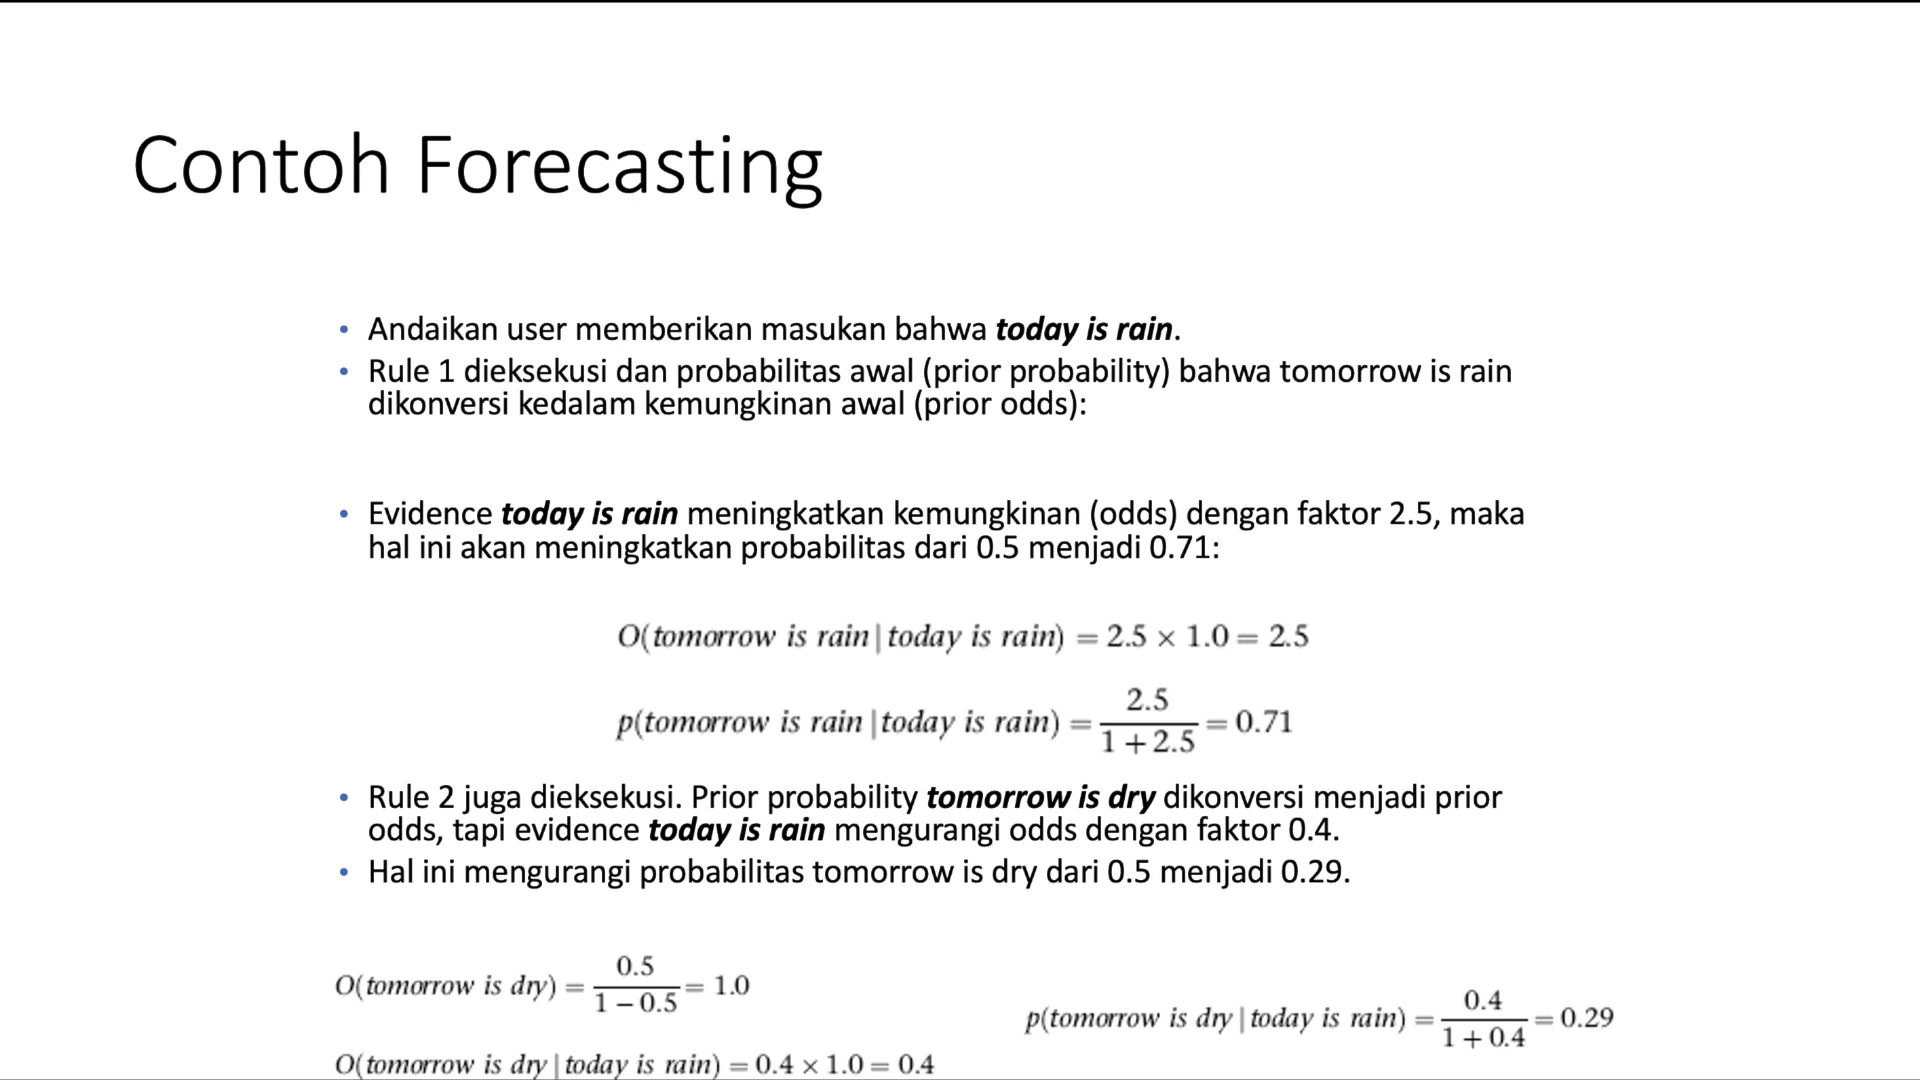 Contoh Forecasting
• Andaikan user memberikan masukan bahwa today is rain.
• Rule 1 dieksekusi dan probabilitas awal (prior probability) bahwa tomorrow is rain
dikonversi kedalam kemungkinan awal (prior odds):
• Evidence today is rain meningkatkan kemungkinan (odds) dengan faktor 2.5, maka
hal ini akan meningkatkan probabilitas dari 0.5 menjadi 0.71:
O(tomorrow is rain | today is rain) = 2.5 × 1.0 = 2.5
p(tomorrow is rain | today is rain) = 2.5 / 1 + 2.5 = 0.71
• Rule 2 juga dieksekusi. Prior probability tomorrow is dry dikonversi menjadi prior
odds, tapi evidence today is rain mengurangi odds dengan faktor 0.4.
• Hal ini mengurangi probabilitas tomorrow is dry dari 0.5 menjadi 0.29.
O(tomorrow is dry) = 0.5 / 1 − 0.5 = 1.0
p(tomorrow is dry | today is rain) = 0.4 / 1 + 0.4 = 0.29
O(tomorrow is dry | today is rain) = 0.4 × 1.0 = 0.4